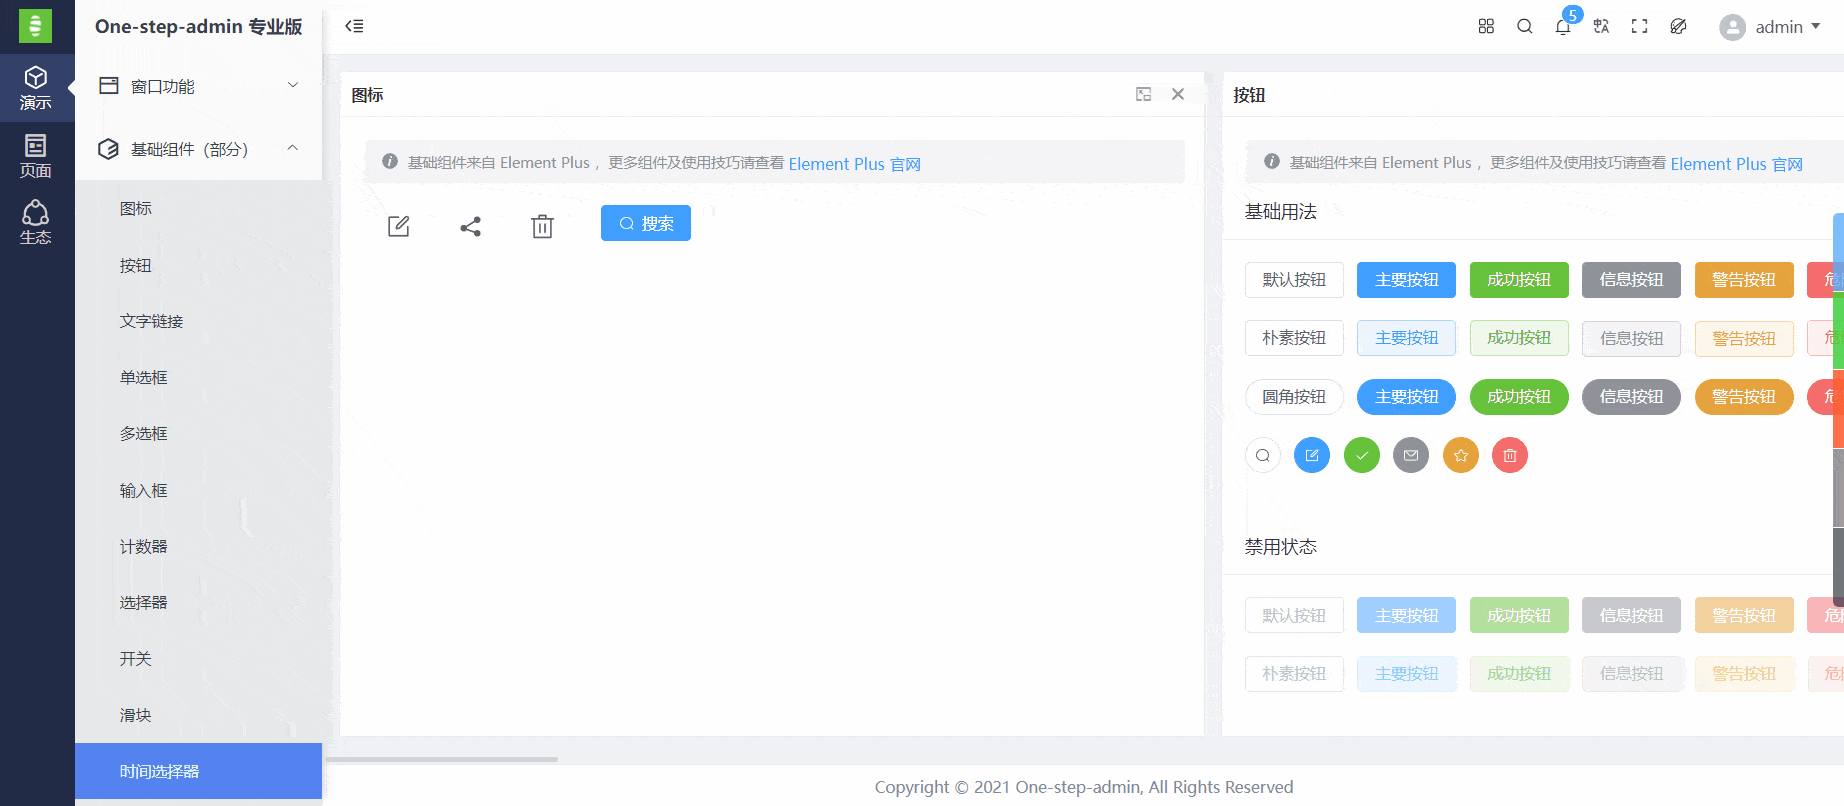 One-step-admin 专业版
5
admin
演示
页面
生态
窗口功能
基础组件（部分）
图标
按钮
文字链接
单选框
多选框
输入框
计数器
选择器
开关
滑块
时间选择器
图标
基础组件来自 Element Plus ，更多组件及使用技巧请查看 Element Plus 官网
搜索
按钮
基础组件来自 Element Plus ，更多组件及使用技巧请查看 Element Plus 官网
基础用法
默认按钮 主要按钮 成功按钮 信息按钮 警告按钮 危
朴素按钮 主要按钮 成功按钮 信息按钮 警告按钮 危
圆角按钮 主要按钮 成功按钮 信息按钮 警告按钮 危
禁用状态
默认按钮 主要按钮 成功按钮 信息按钮 警告按钮 危
朴素按钮 主要按钮 成功按钮 信息按钮 警告按钮 危
Copyright © 2021 One-step-admin, All Rights Reserved